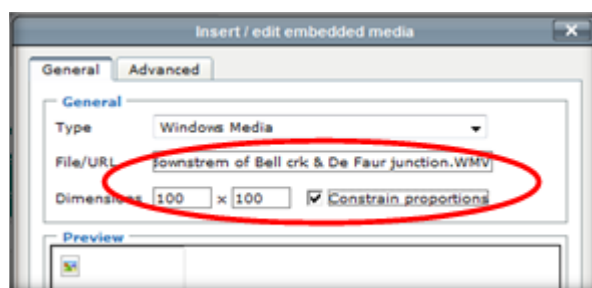 Insert / edit embedded media
General Advanced
General
Type Windows Media
File/URL ownstrem of Bell crk & De Faur junction.WMV
Dimensions 100 x 100 Constrain proportions
Preview